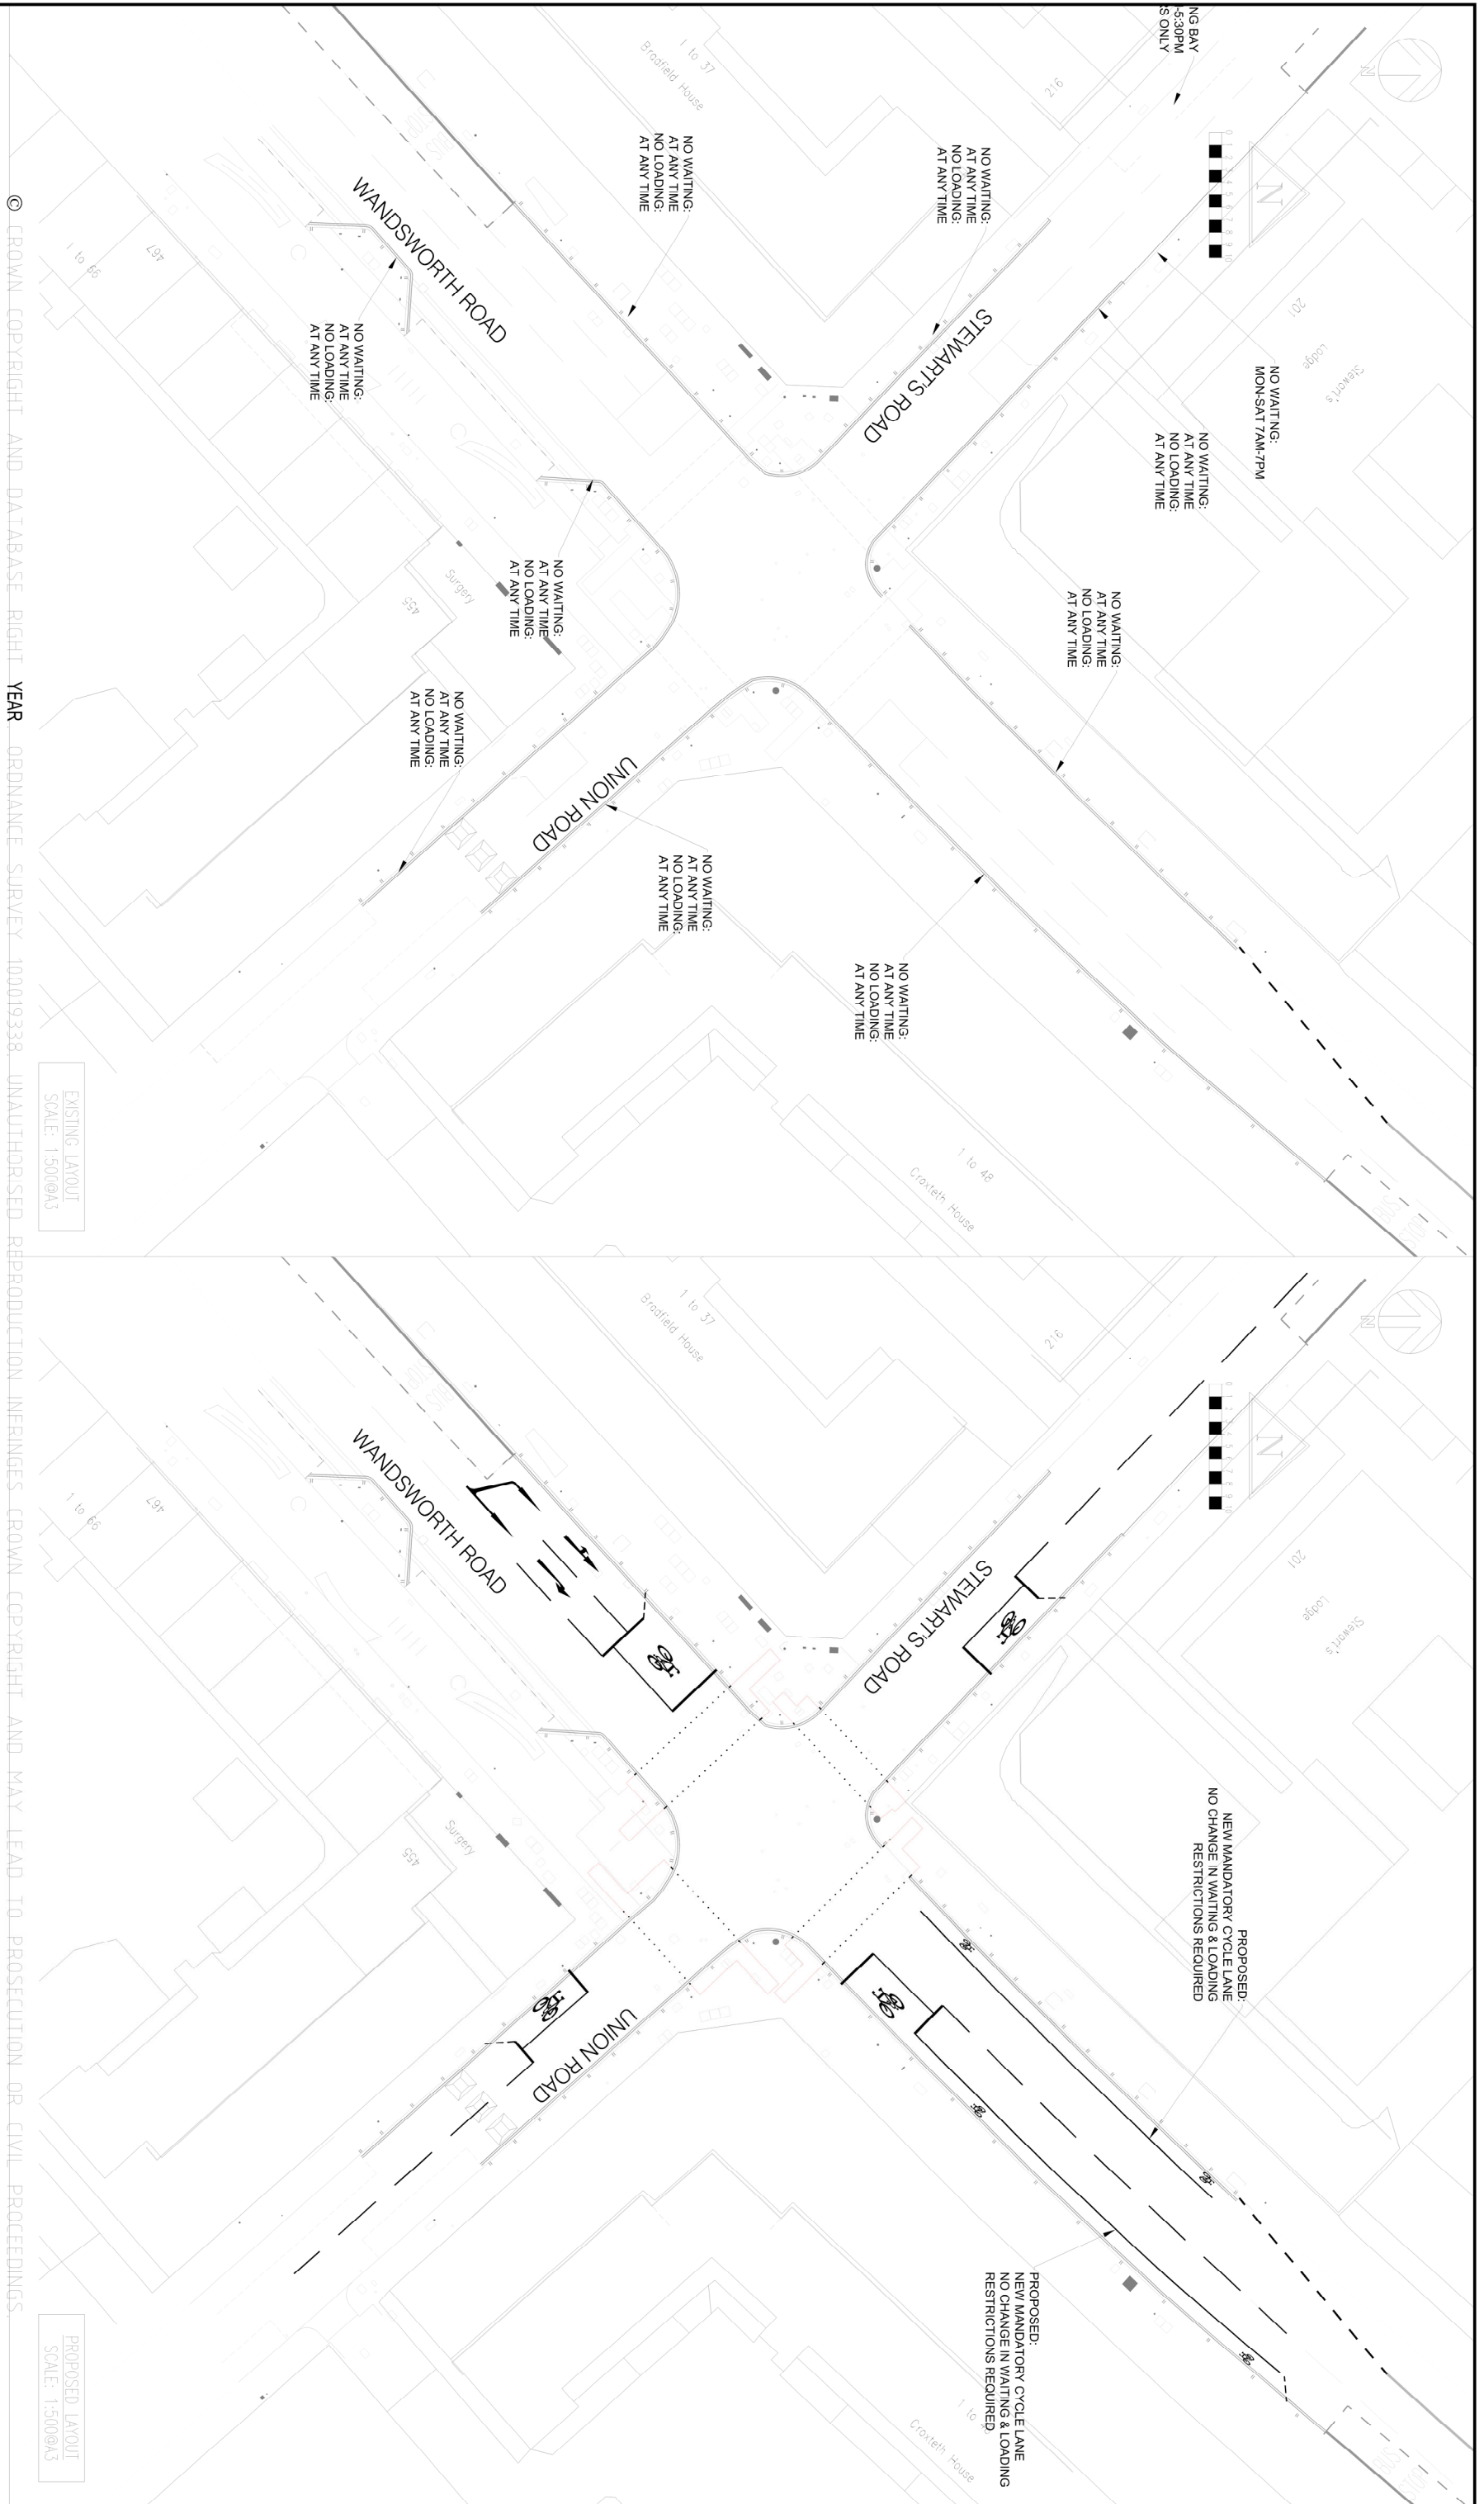 NG BAY
-5:30PM
S ONLY
N
1 to 37
Bradfield House
216
NO WAITING:
AT ANY TIME
NO LOADING:
AT ANY TIME
NO WAITING:
AT ANY TIME
NO LOADING:
AT ANY TIME
201
Stewart's
Lodge
NO WAITING:
MON-SAT 7AM-7PM
NO WAITING:
AT ANY TIME
NO LOADING:
AT ANY TIME
STEWART'S ROAD
WANDSWORTH ROAD
NO WAITING:
AT ANY TIME
NO LOADING:
AT ANY TIME
467
1 to 66
NO WAITING:
AT ANY TIME
NO LOADING:
AT ANY TIME
Surgery
455
NO WAITING:
AT ANY TIME
NO LOADING:
AT ANY TIME
NO WAITING:
AT ANY TIME
NO LOADING:
AT ANY TIME
UNION ROAD
NO WAITING:
AT ANY TIME
NO LOADING:
AT ANY TIME
NO WAITING:
AT ANY TIME
NO LOADING:
AT ANY TIME
1 to 48
Croxteth House
EXISTING LAYOUT
SCALE: 1:500@A3
N
1 to 37
Bradfield House
216
201
Stewart's
Lodge
STEWART'S ROAD
WANDSWORTH ROAD
467
1 to 66
Surgery
455
PROPOSED:
NEW MANDATORY CYCLE LANE
NO CHANGE IN WAITING & LOADING
RESTRICTIONS REQUIRED
UNION ROAD
PROPOSED:
NEW MANDATORY CYCLE LANE
NO CHANGE IN WAITING & LOADING
RESTRICTIONS REQUIRED
1 to 48
Croxteth House
PROPOSED LAYOUT
SCALE: 1:500@A3
© CROWN COPYRIGHT AND DATABASE RIGHT YEAR ORDNANCE SURVEY 100019338. UNAUTHORISED REPRODUCTION INFRINGES CROWN COPYRIGHT AND MAY LEAD TO PROSECUTION OR CIVIL PROCEEDINGS